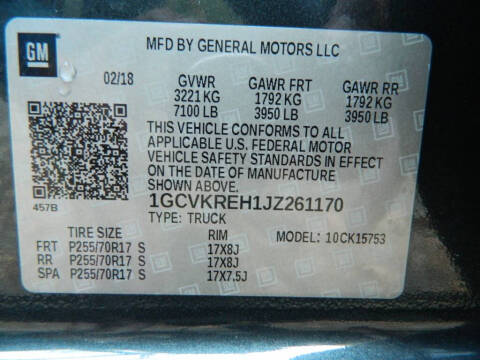 GM
MFD BY GENERAL MOTORS LLC
02/18 GVWR GAWR FRT GAWR RR
3221 KG 1792 KG 1792 KG
7100 LB 3950 LB 3950 LB
THIS VEHICLE CONFORMS TO ALL
APPLICABLE U.S. FEDERAL MOTOR
VEHICLE SAFETY STANDARDS IN EFFECT
ON THE DATE OF MANUFACTURE
SHOWN ABOVE.
457B
1GCVKREH1JZ261170
TYPE: TRUCK
TIRE SIZE RIM MODEL: 10CK15753
FRT P255/70R17 S 17X8J
RR P255/70R17 S 17X8J
SPA P255/70R17 S 17X7.5J